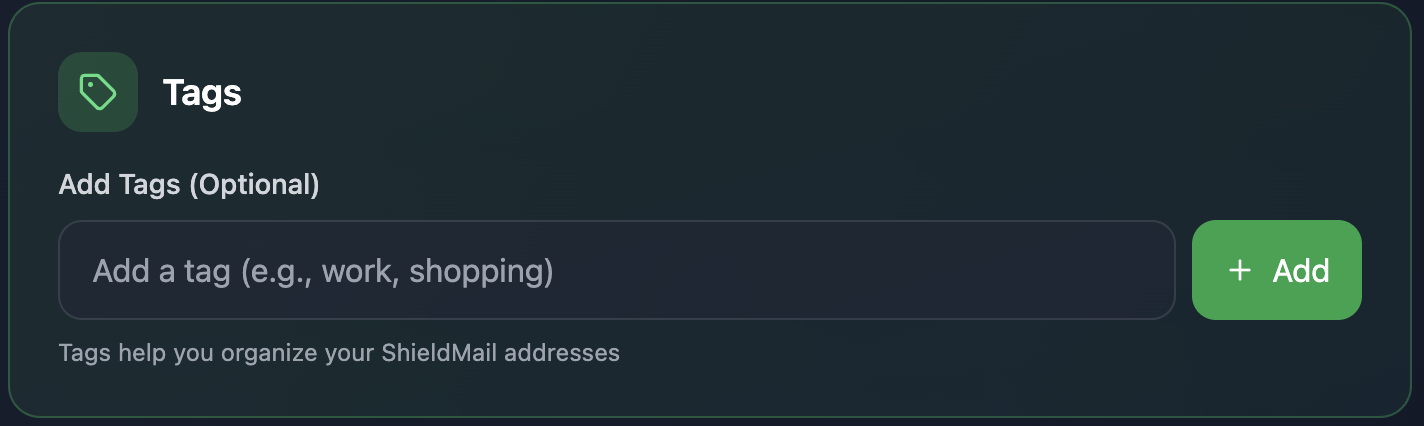 Tags
Add Tags (Optional)
Add a tag (e.g., work, shopping)
+ Add
Tags help you organize your ShieldMail addresses